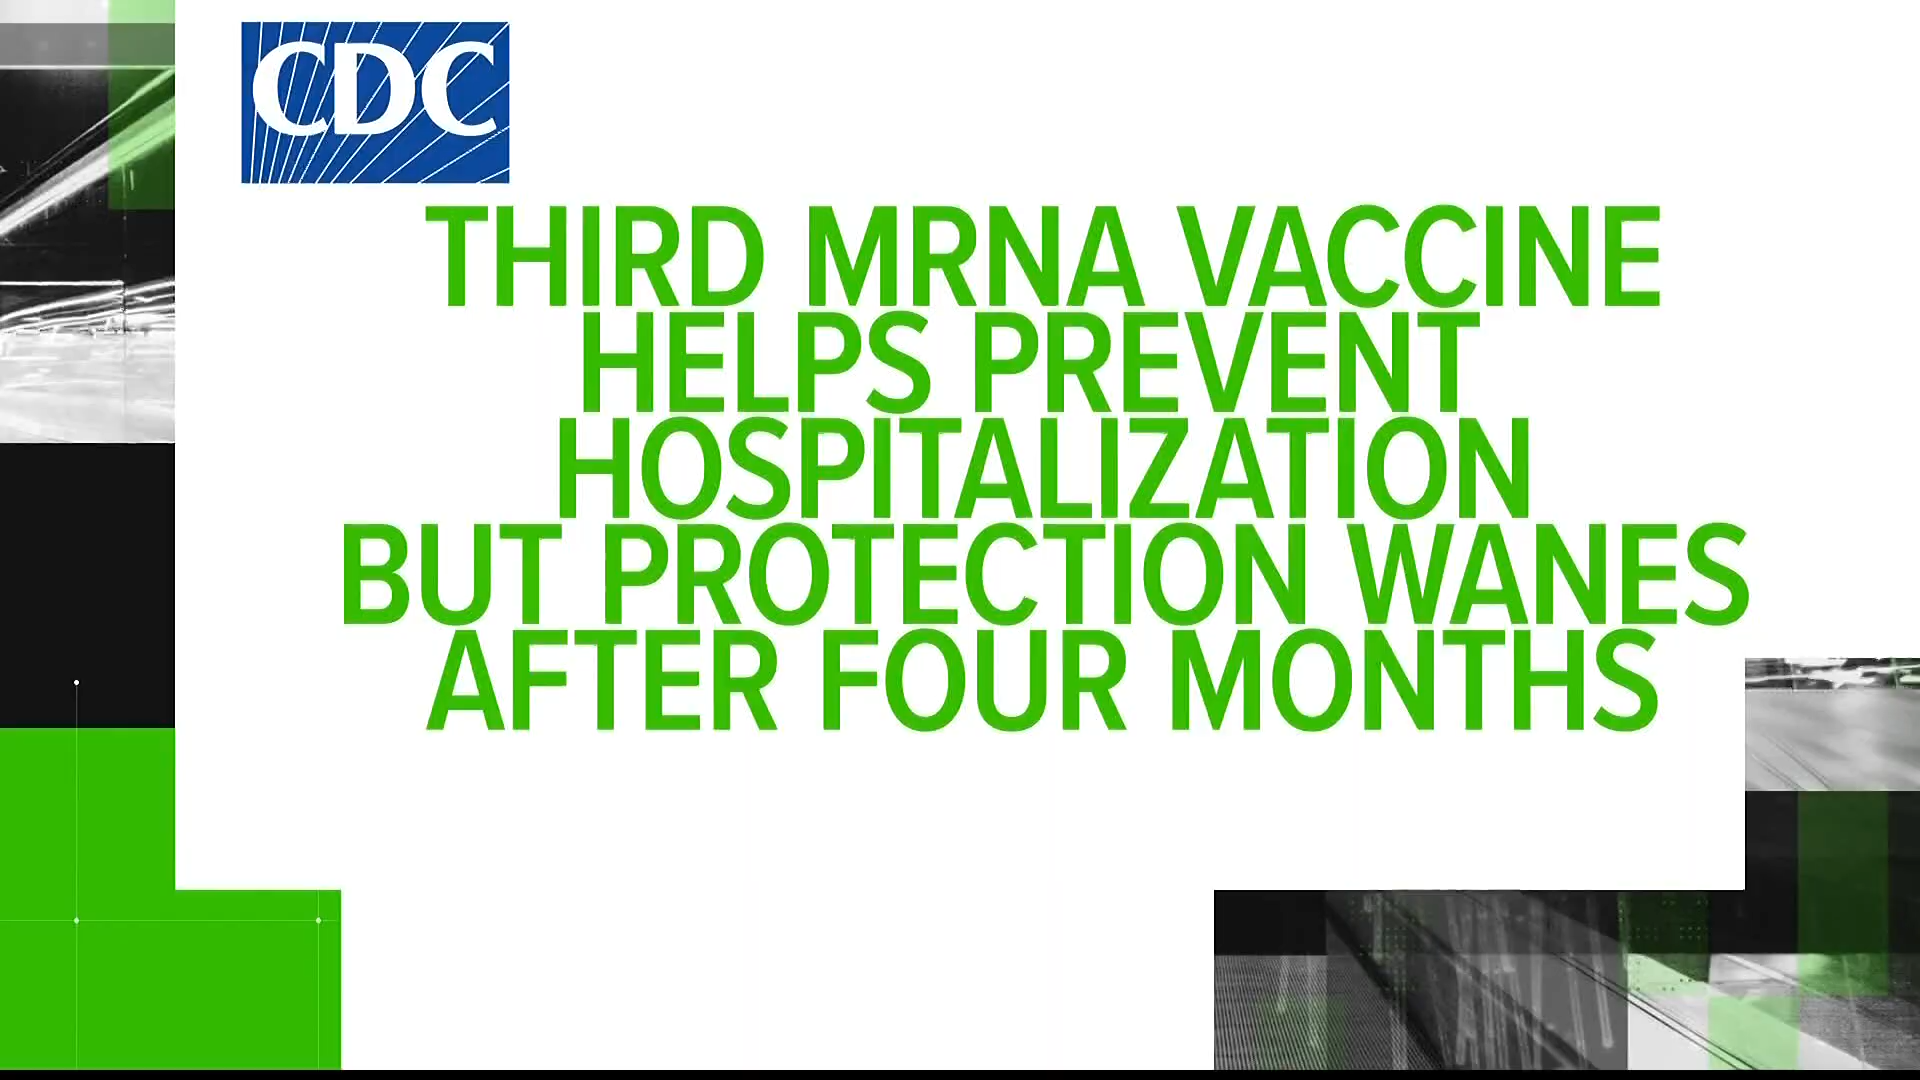 CDC
THIRD MRNA VACCINE
HELPS PREVENT
HOSPITALIZATION
BUT PROTECTION WANES
AFTER FOUR MONTHS